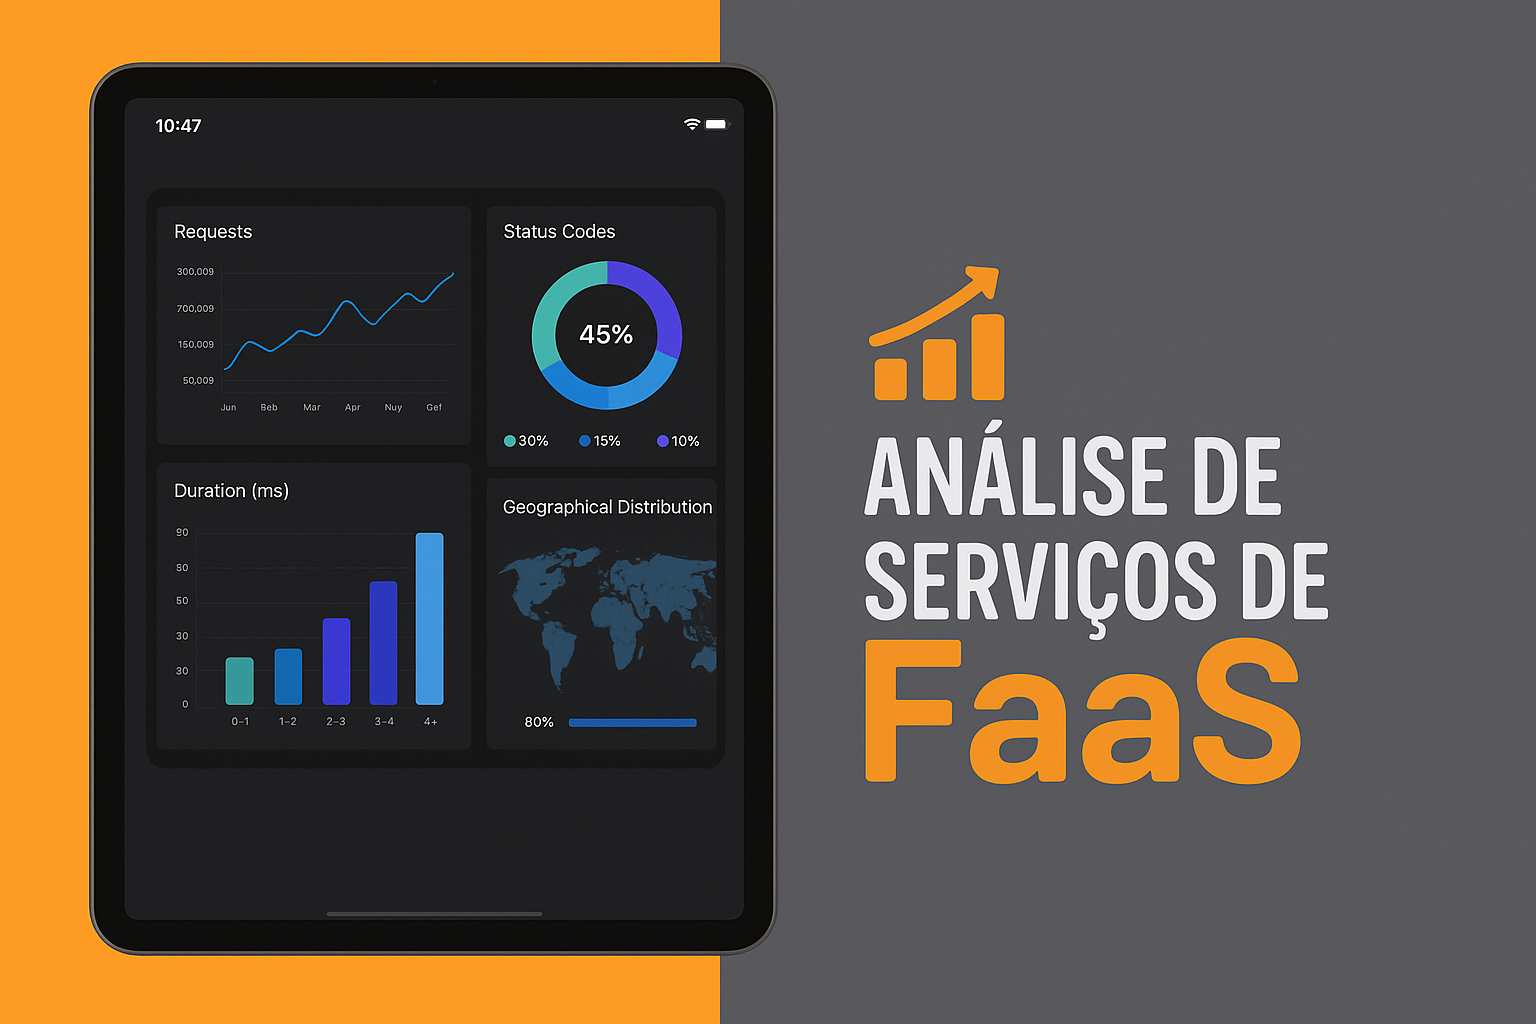 10:47
Requests
300,009
700,009
150,009
50,009
Jun Beb Mar Apr Nuy Gef
Status Codes
45%
30% 15% 10%
Duration (ms)
90
90
50
30
30
0
0–1 1–2 2–3 3–4 4+
Geographical Distribution
80%
ANÁLISE DE
SERVIÇOS DE
FaaS